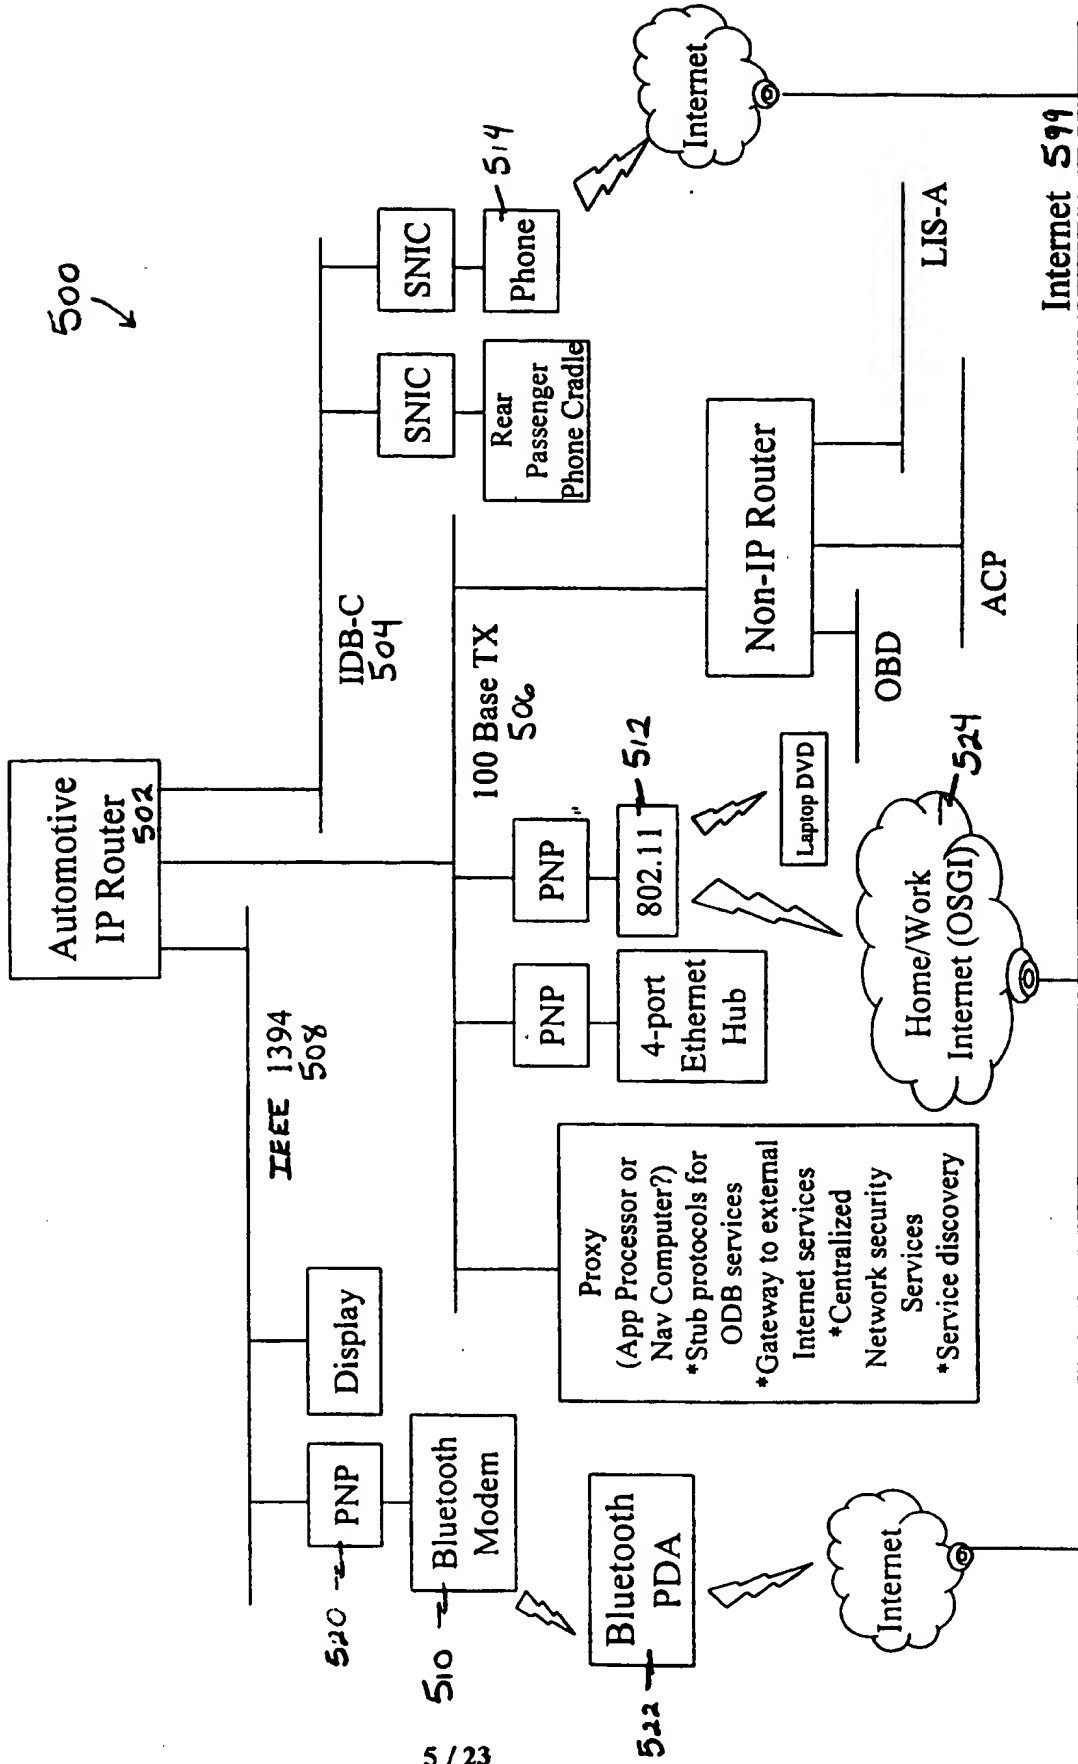 500
Automotive
IP Router
502
IEEE 1394
508
IDB-C
504
100 Base TX
506
520
PNP
Display
510
Bluetooth
Modem
522
Bluetooth
PDA
Internet
Proxy
(App Processor or
Nav Computer?)
*Stub protocols for
ODB services
*Gateway to external
Internet services
*Centralized
Network security
Services
*Service discovery
PNP
4-port
Ethernet
Hub
PNP
802.11
512
Laptop DVD
Home/Work
Internet (OSGI)
524
SNIC
Rear
Passenger
Phone Cradle
SNIC
Phone
514
Internet
Non-IP Router
OBD
ACP
LIS-A
Internet 599
5 / 23